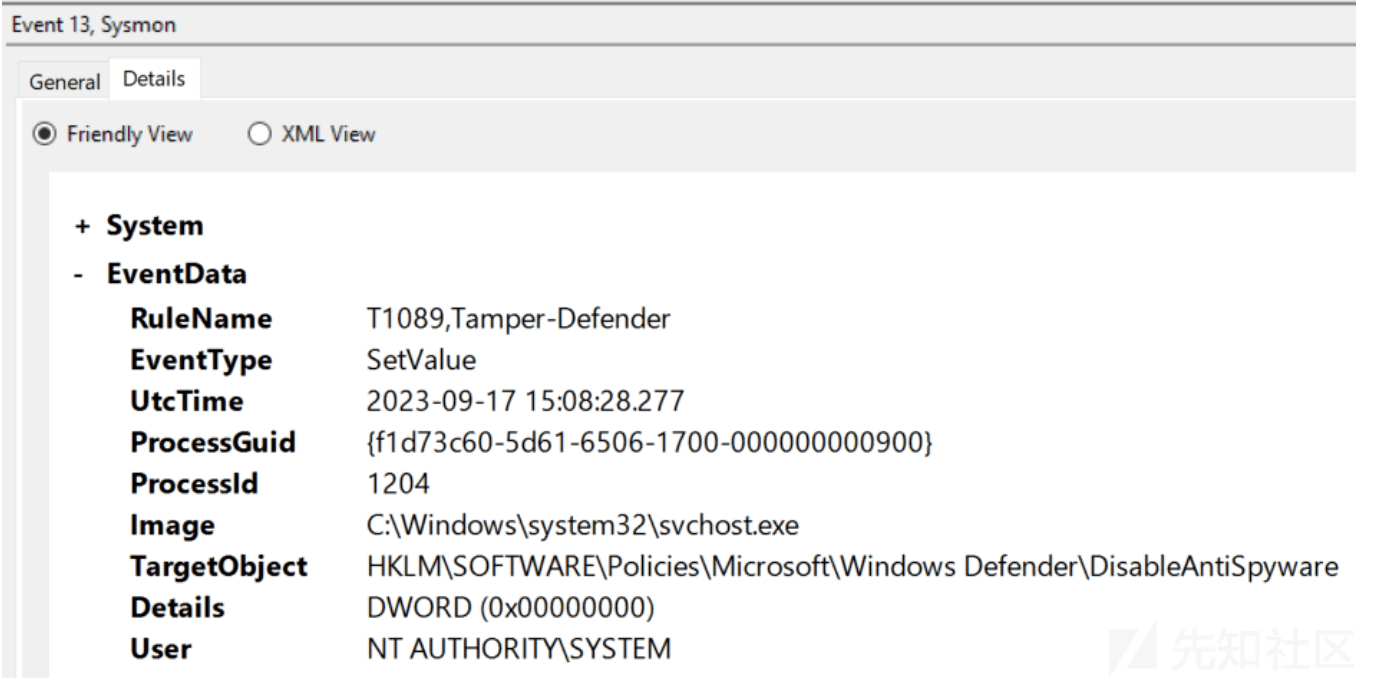 Event 13, Sysmon
General Details
Friendly View XML View
+ System
- EventData
RuleName T1089,Tamper-Defender
EventType SetValue
UtcTime 2023-09-17 15:08:28.277
ProcessGuid {f1d73c60-5d61-6506-1700-000000000900}
ProcessId 1204
Image C:\Windows\system32\svchost.exe
TargetObject HKLM\SOFTWARE\Policies\Microsoft\Windows Defender\DisableAntiSpyware
Details DWORD (0x00000000)
User NT AUTHORITY\SYSTEM
先知社区